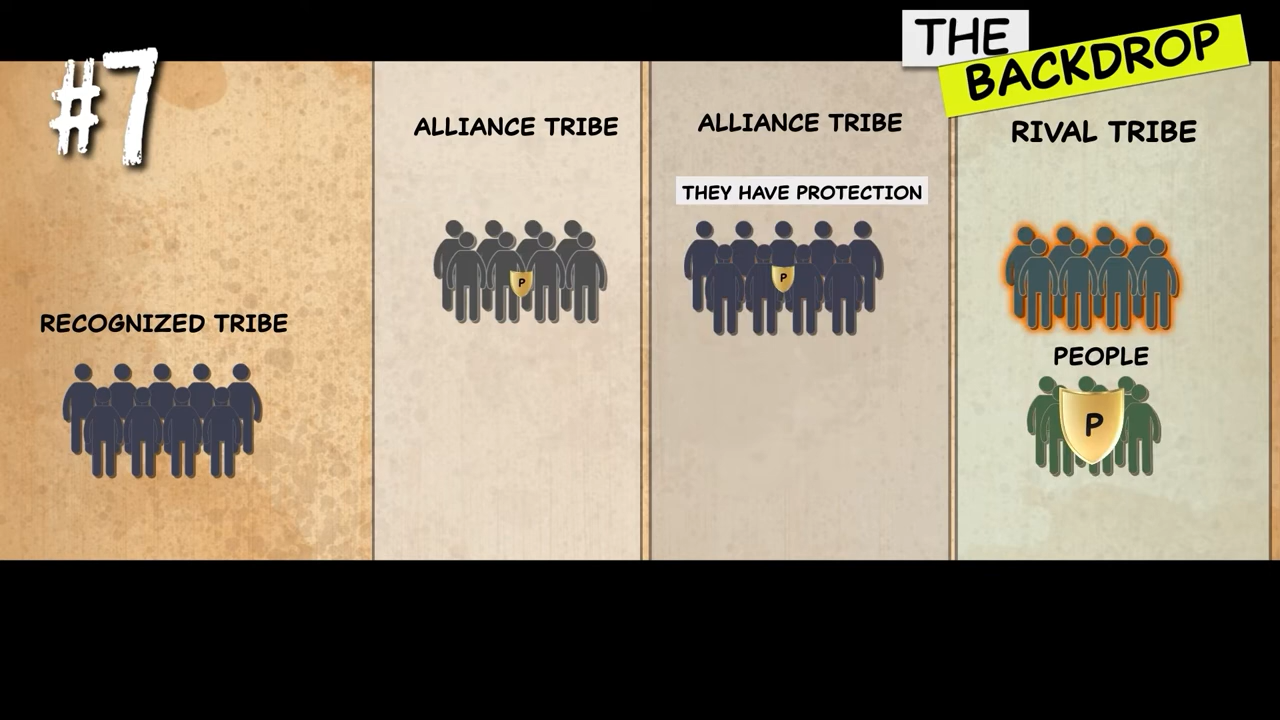 #7
THE
BACKDROP
ALLIANCE TRIBE
ALLIANCE TRIBE
RIVAL TRIBE
THEY HAVE PROTECTION
P
P
RECOGNIZED TRIBE
PEOPLE
P